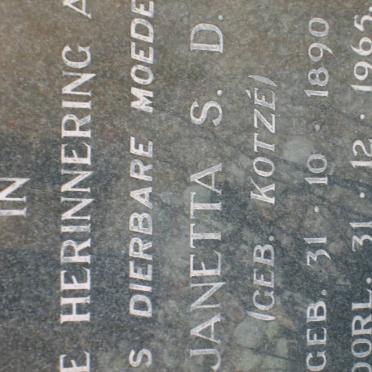 IN
E HERINNERING A
S DIERBARE MOEDE
JANETTA S. D.
(GEB. KOTZÉ)
GEB. 31 · 10 · 1890
OORL. 31 · 12 · 1965.